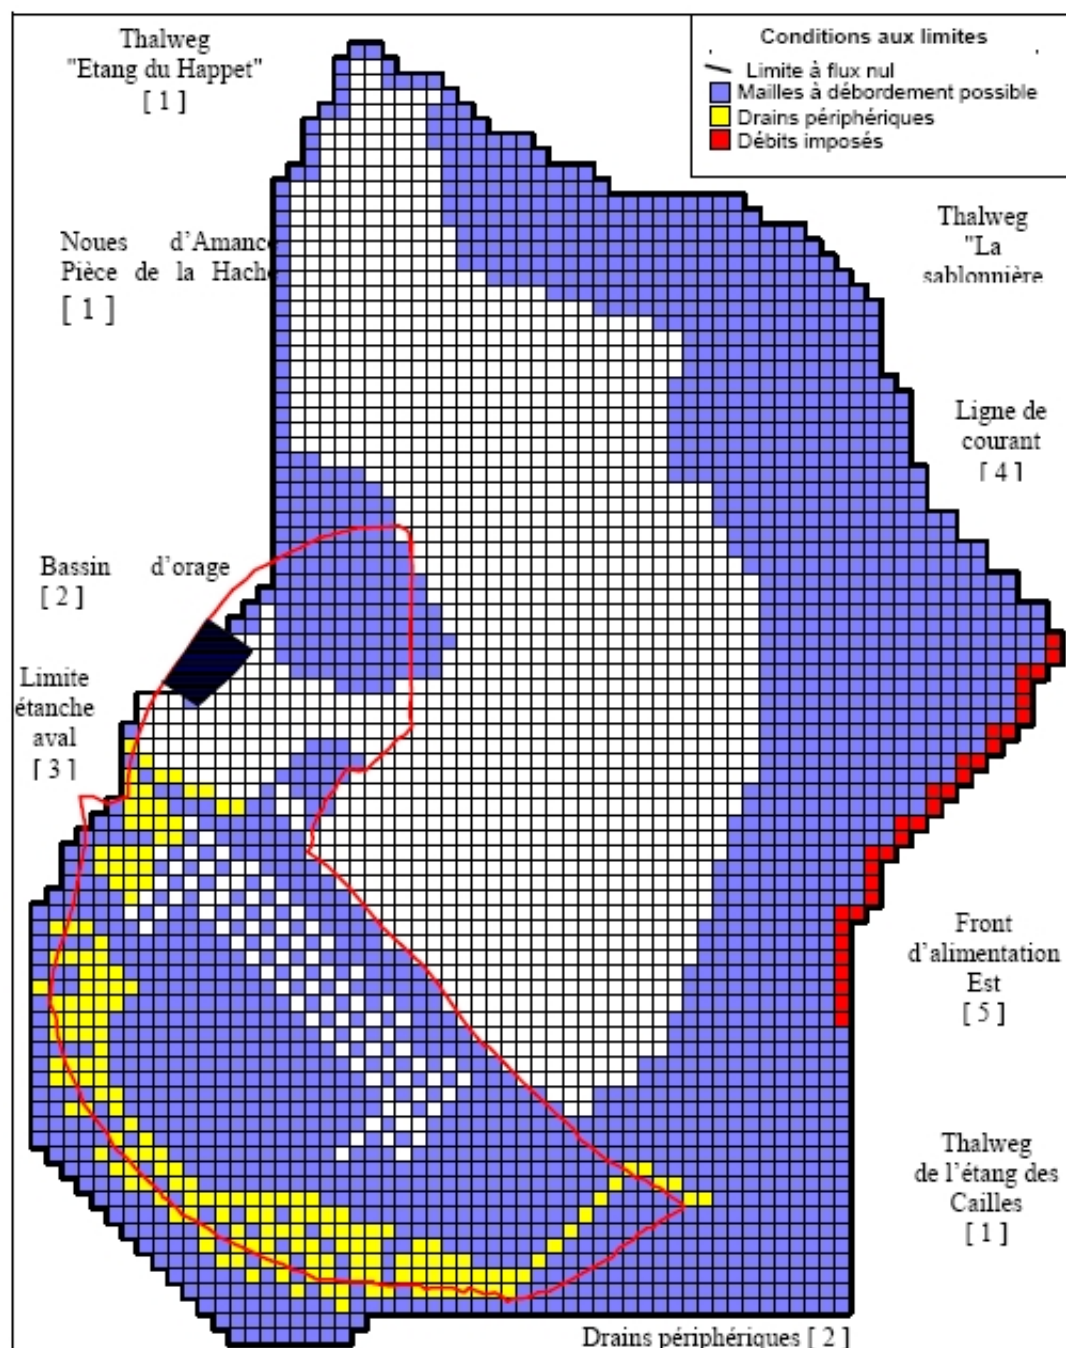 Thalweg
"Etang du Happet"
[ 1 ]
Conditions aux limites
Limite à flux nul
Mailles à débordement possible
Drains périphériques
Débits imposés
Noues d'Amance
Pièce de la Hache
[ 1 ]
Thalweg
"La
sablonnière
Ligne de
courant
[ 4 ]
Bassin d'orage
[ 2 ]
Limite
étanche
aval
[ 3 ]
Front
d'alimentation
Est
[ 5 ]
Thalweg
de l'étang des
Cailles
[ 1 ]
Drains périphériques [ 2 ]